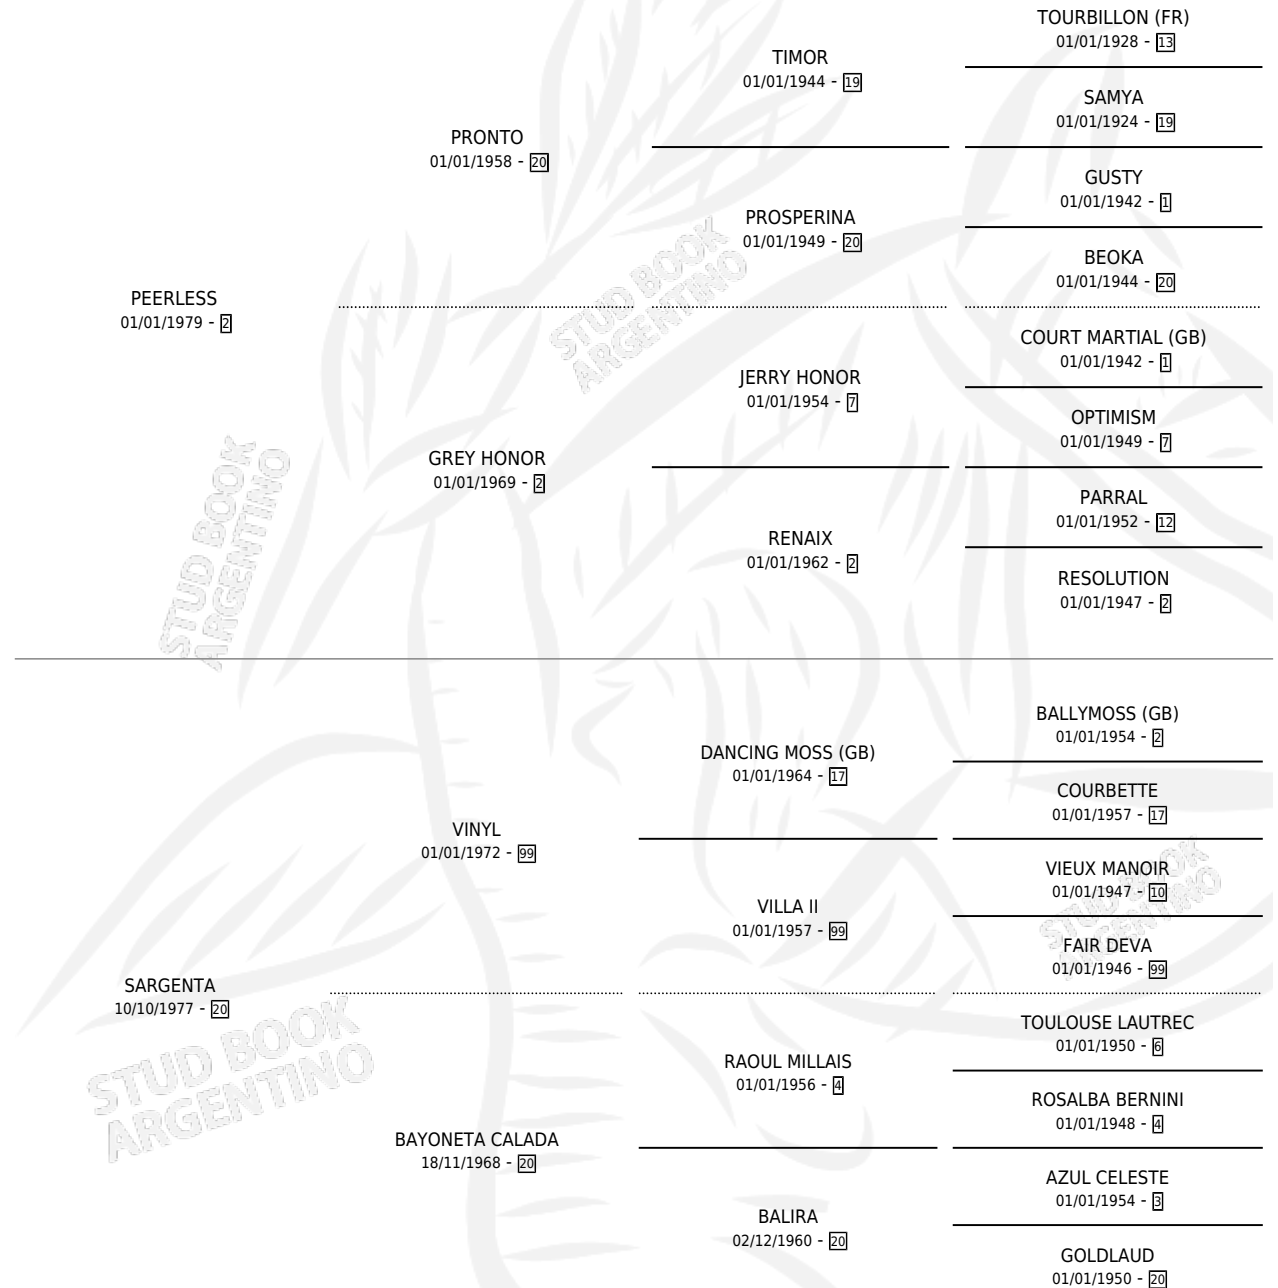 TOURBILLON (FR)
01/01/1928 - 13
TIMOR
01/01/1944 - 19
SAMYA
01/01/1924 - 19
PRONTO
01/01/1958 - 20
GUSTY
01/01/1942 - 1
PROSPERINA
01/01/1949 - 20
BEOKA
01/01/1944 - 20
PEERLESS
01/01/1979 - 2
STUD BOOK
ARGENTINO
COURT MARTIAL (GB)
01/01/1942 - 1
JERRY HONOR
01/01/1954 - 7
OPTIMISM
01/01/1949 - 7
GREY HONOR
01/01/1969 - 2
PARRAL
01/01/1952 - 12
RENAIX
01/01/1962 - 2
RESOLUTION
01/01/1947 - 2
STUD BOOK
ARGENTINO
BALLYMOSS (GB)
01/01/1954 - 2
DANCING MOSS (GB)
01/01/1964 - 17
COURBETTE
01/01/1957 - 17
VINYL
01/01/1972 - 99
VIEUX MANOIR
01/01/1947 - 10
VILLA II
01/01/1957 - 99
FAIR DEVA
01/01/1946 - 99
STUD BOOK
ARGENTINO
SARGENTA
10/10/1977 - 20
TOULOUSE LAUTREC
01/01/1950 - 6
RAOUL MILLAIS
01/01/1956 - 4
ROSALBA BERNINI
01/01/1948 - 4
STUD BOOK
ARGENTINO
BAYONETA CALADA
18/11/1968 - 20
AZUL CELESTE
01/01/1954 - 3
BALIRA
02/12/1960 - 20
GOLDLAUD
01/01/1950 - 20